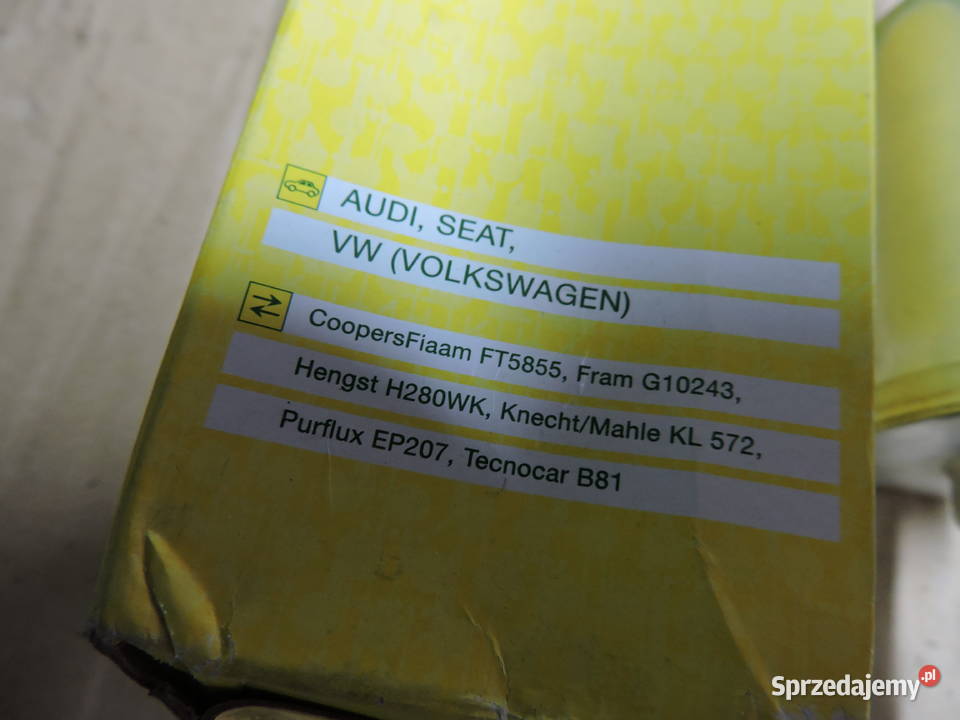 AUDI, SEAT,
VW (VOLKSWAGEN)
CoopersFiaam FT5855, Fram G10243,
Hengst H280WK, Knecht/Mahle KL 572,
Purflux EP207, Tecnocar B81
Sprzedajemy.pl